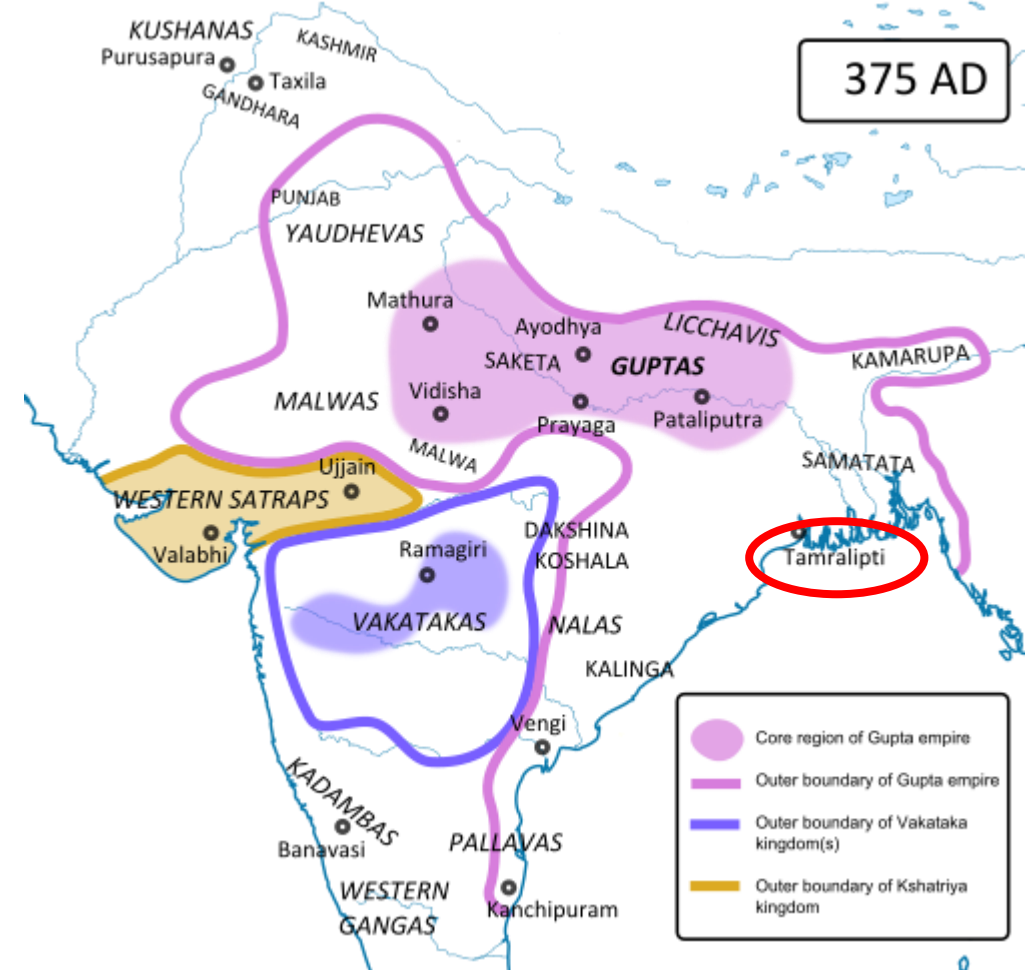 KUSHANAS
KASHMIR
375 AD
Purusapura
Taxila
GANDHARA
PUNJAB
YAUDHEVAS
Mathura
Ayodhya
LICCHAVIS
SAKETA
GUPTAS
KAMARUPA
MALWAS
Vidisha
Prayaga
Pataliputra
MALWA
SAMATATA
Ujjain
WESTERN SATRAPS
Valabhi
DAKSHINA
KOSHALA
Ramagiri
Tamralipti
VAKATAKAS
NALAS
KALINGA
Vengi
KADAMBAS
Banavasi
PALLAVAS
WESTERN
GANGAS
Kanchipuram
Core region of Gupta empire
Outer boundary of Gupta empire
Outer boundary of Vakataka
kingdom(s)
Outer boundary of Kshatriya
kingdom